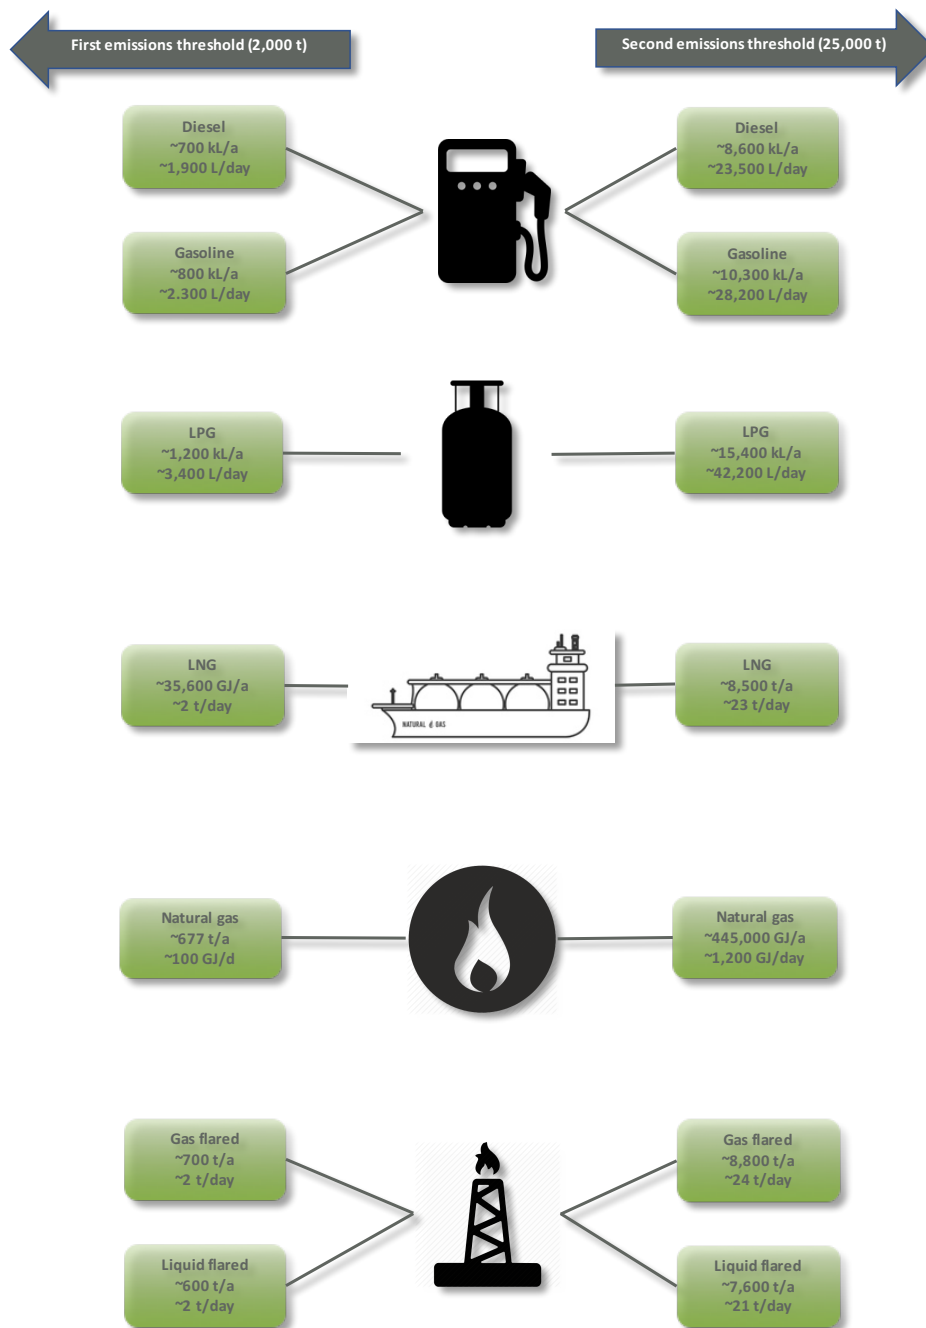 First emissions threshold (2,000 t)
Second emissions threshold (25,000 t)
Diesel
~700 kL/a
~1,900 L/day
Diesel
~8,600 kL/a
~23,500 L/day
Gasoline
~800 kL/a
~2.300 L/day
Gasoline
~10,300 kL/a
~28,200 L/day
LPG
~1,200 kL/a
~3,400 L/day
LPG
~15,400 kL/a
~42,200 L/day
LNG
~35,600 GJ/a
~2 t/day
NATURAL GAS
LNG
~8,500 t/a
~23 t/day
Natural gas
~677 t/a
~100 GJ/d
Natural gas
~445,000 GJ/a
~1,200 GJ/day
Gas flared
~700 t/a
~2 t/day
Gas flared
~8,800 t/a
~24 t/day
Liquid flared
~600 t/a
~2 t/day
Liquid flared
~7,600 t/a
~21 t/day